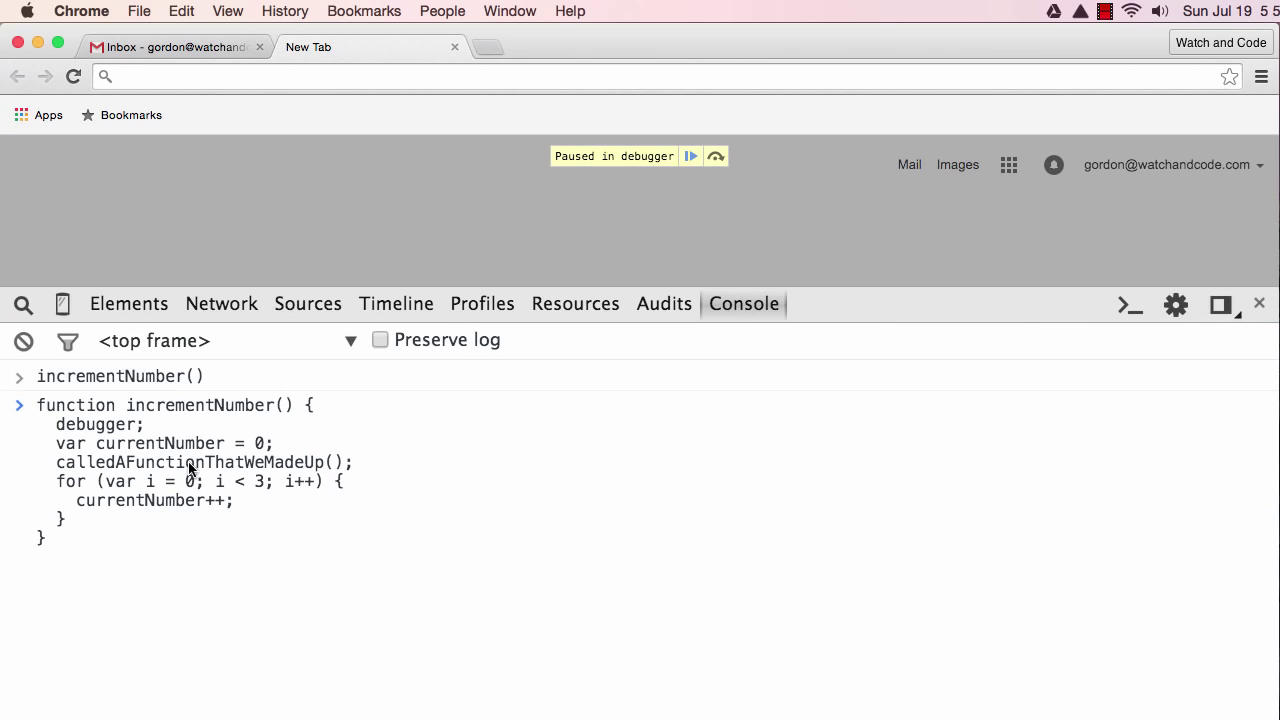 Chrome File Edit View History Bookmarks People Window Help Sun Jul 19 5 5
Inbox - gordon@watchand New Tab Watch and Code
Apps Bookmarks
Paused in debugger
Mail Images gordon@watchandcode.com
Elements Network Sources Timeline Profiles Resources Audits Console
<top frame> Preserve log
> incrementNumber()
> function incrementNumber() {
debugger;
var currentNumber = 0;
calledAFunctionThatWeMadeUp();
for (var i = 0; i < 3; i++) {
currentNumber++;
}
}